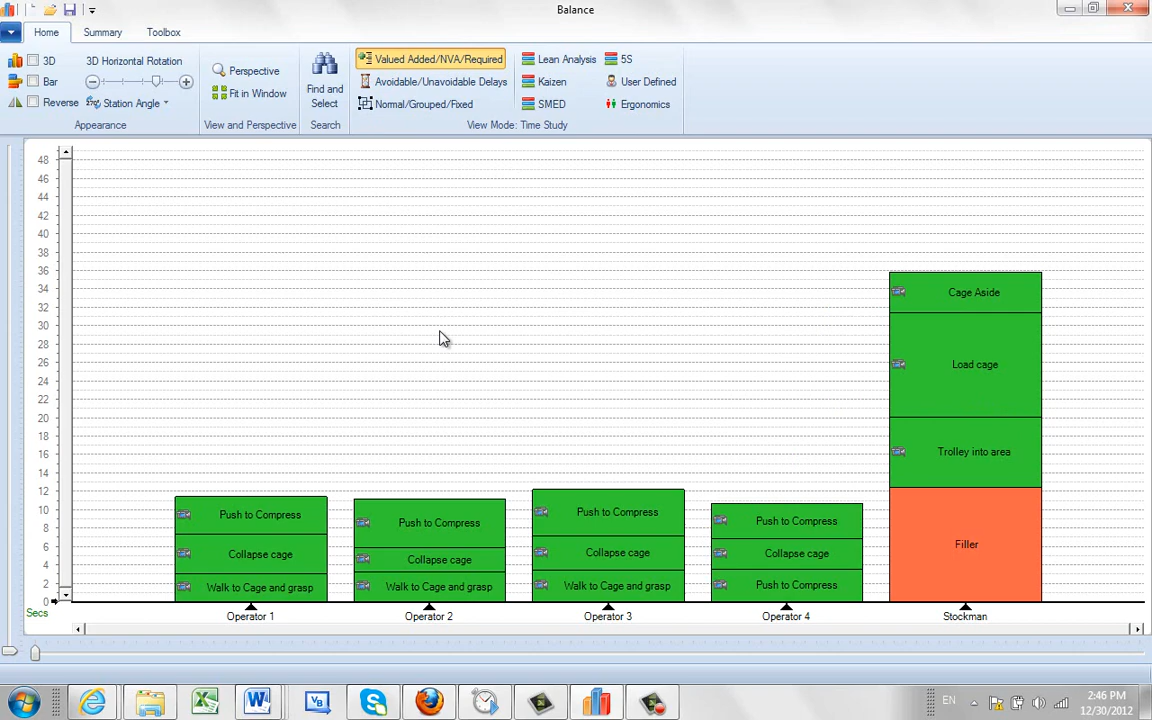 Balance
Home Summary Toolbox
3D 3D Horizontal Rotation
Bar
Reverse Station Angle
Appearance
Perspective
Fit in Window
View and Perspective
Find and
Select
Search
Valued Added/NVA/Required Lean Analysis 5S
Avoidable/Unavoidable Delays Kaizen User Defined
Normal/Grouped/Fixed SMED Ergonomics
View Mode: Time Study
48
46
44
42
40
38
36
34
32
30
28
26
24
22
20
18
16
14
12
10
8
6
4
2
0
Secs
Push to Compress
Collapse cage
Walk to Cage and grasp
Operator 1
Push to Compress
Collapse cage
Walk to Cage and grasp
Operator 2
Push to Compress
Collapse cage
Walk to Cage and grasp
Operator 3
Push to Compress
Collapse cage
Push to Compress
Operator 4
Cage Aside
Load cage
Trolley into area
Filler
Stockman
EN
2:46 PM
12/30/2012